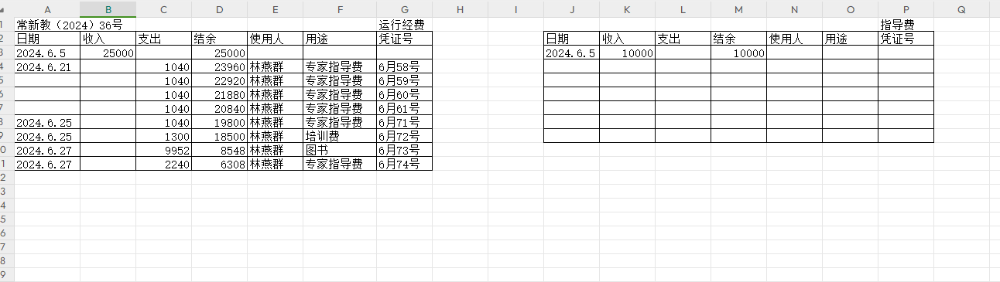 A B C D E F G H I J K L M N O P Q
1 常新教（2024）36号 运行经费 指导费
2 日期 收入 支出 结余 使用人 用途 凭证号 日期 收入 支出 结余 使用人 用途 凭证号
3 2024.6.5 25000 25000 2024.6.5 10000 10000
4 2024.6.21 1040 23960 林燕群 专家指导费 6月58号
5 1040 22920 林燕群 专家指导费 6月59号
6 1040 21880 林燕群 专家指导费 6月60号
7 1040 20840 林燕群 专家指导费 6月61号
8 2024.6.25 1040 19800 林燕群 专家指导费 6月71号
9 2024.6.25 1300 18500 林燕群 培训费 6月72号
0 2024.6.27 9952 8548 林燕群 图书 6月73号
1 2024.6.27 2240 6308 林燕群 专家指导费 6月74号
2
3
4
5
6
7
8
9